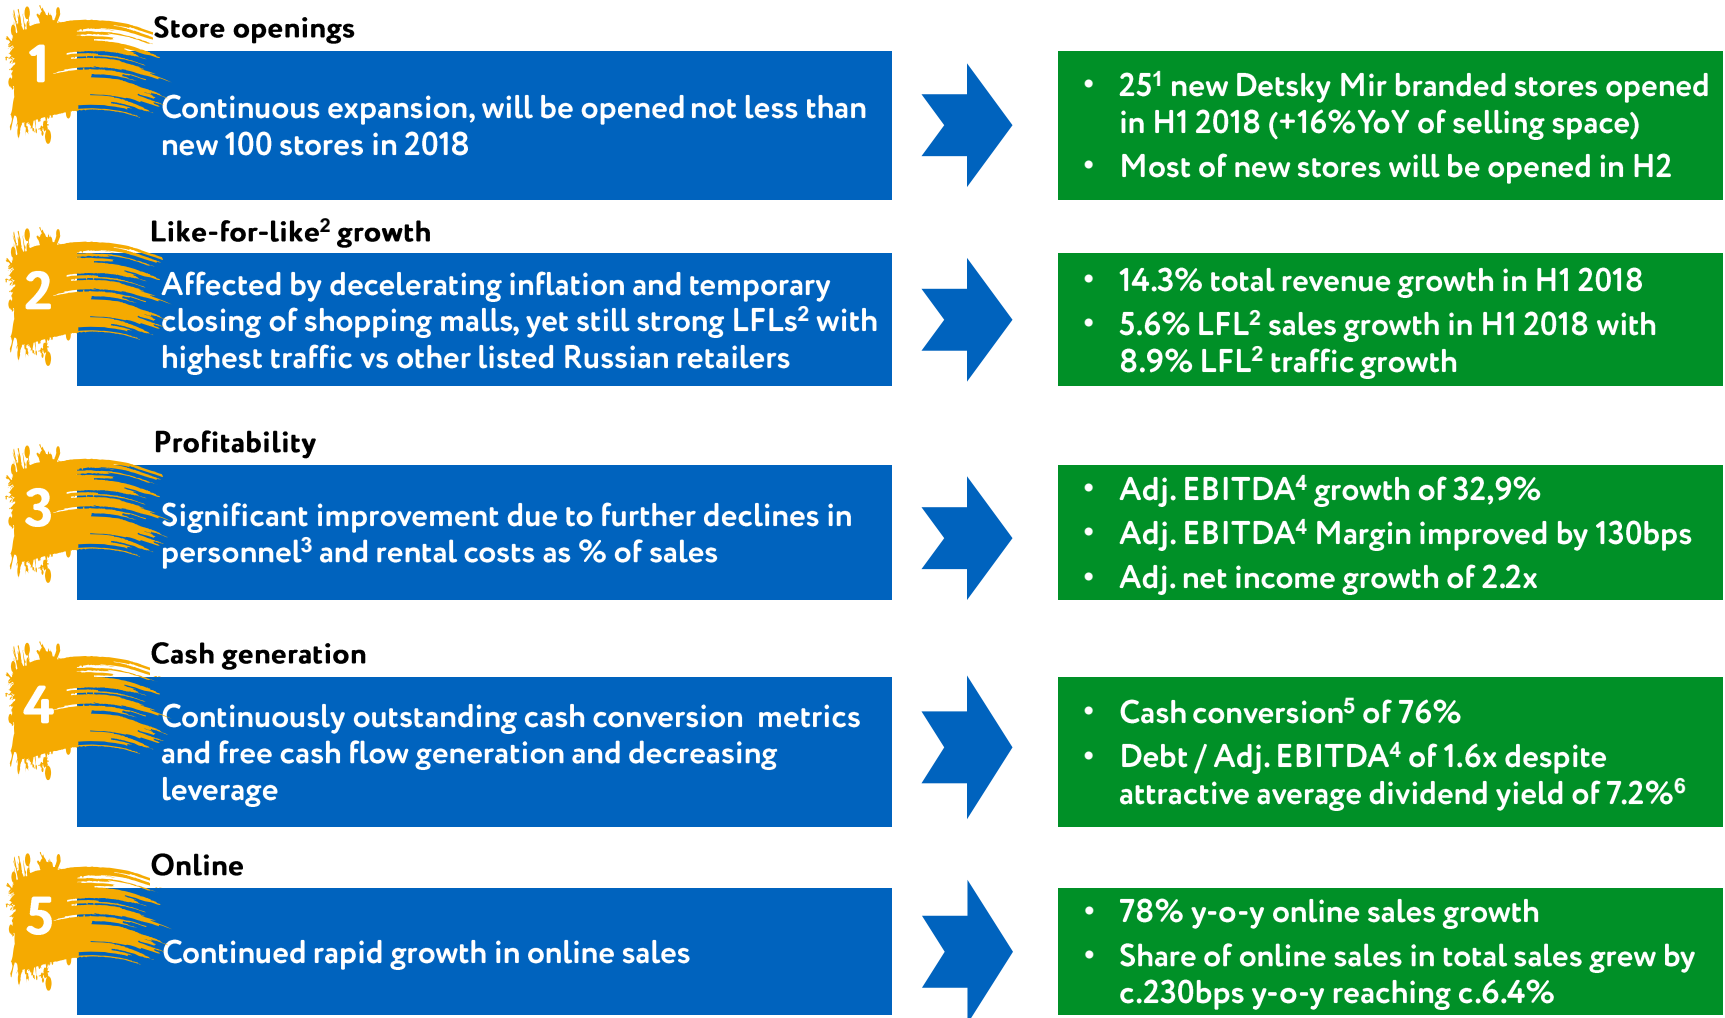 1
Store openings
Continuous expansion, will be opened not less than
new 100 stores in 2018
• 25¹ new Detsky Mir branded stores opened
in H1 2018 (+16%YoY of selling space)
• Most of new stores will be opened in H2
2
Like-for-like² growth
Affected by decelerating inflation and temporary
closing of shopping malls, yet still strong LFLs² with
highest traffic vs other listed Russian retailers
• 14.3% total revenue growth in H1 2018
• 5.6% LFL² sales growth in H1 2018 with
8.9% LFL² traffic growth
3
Profitability
Significant improvement due to further declines in
personnel³ and rental costs as % of sales
• Adj. EBITDA⁴ growth of 32,9%
• Adj. EBITDA⁴ Margin improved by 130bps
• Adj. net income growth of 2.2x
4
Cash generation
Continuously outstanding cash conversion  metrics
and free cash flow generation and decreasing
leverage
• Cash conversion⁵ of 76%
• Debt / Adj. EBITDA⁴ of 1.6x despite
attractive average dividend yield of 7.2%⁶
5
Online
Continued rapid growth in online sales
• 78% y-o-y online sales growth
• Share of online sales in total sales grew by
c.230bps y-o-y reaching c.6.4%